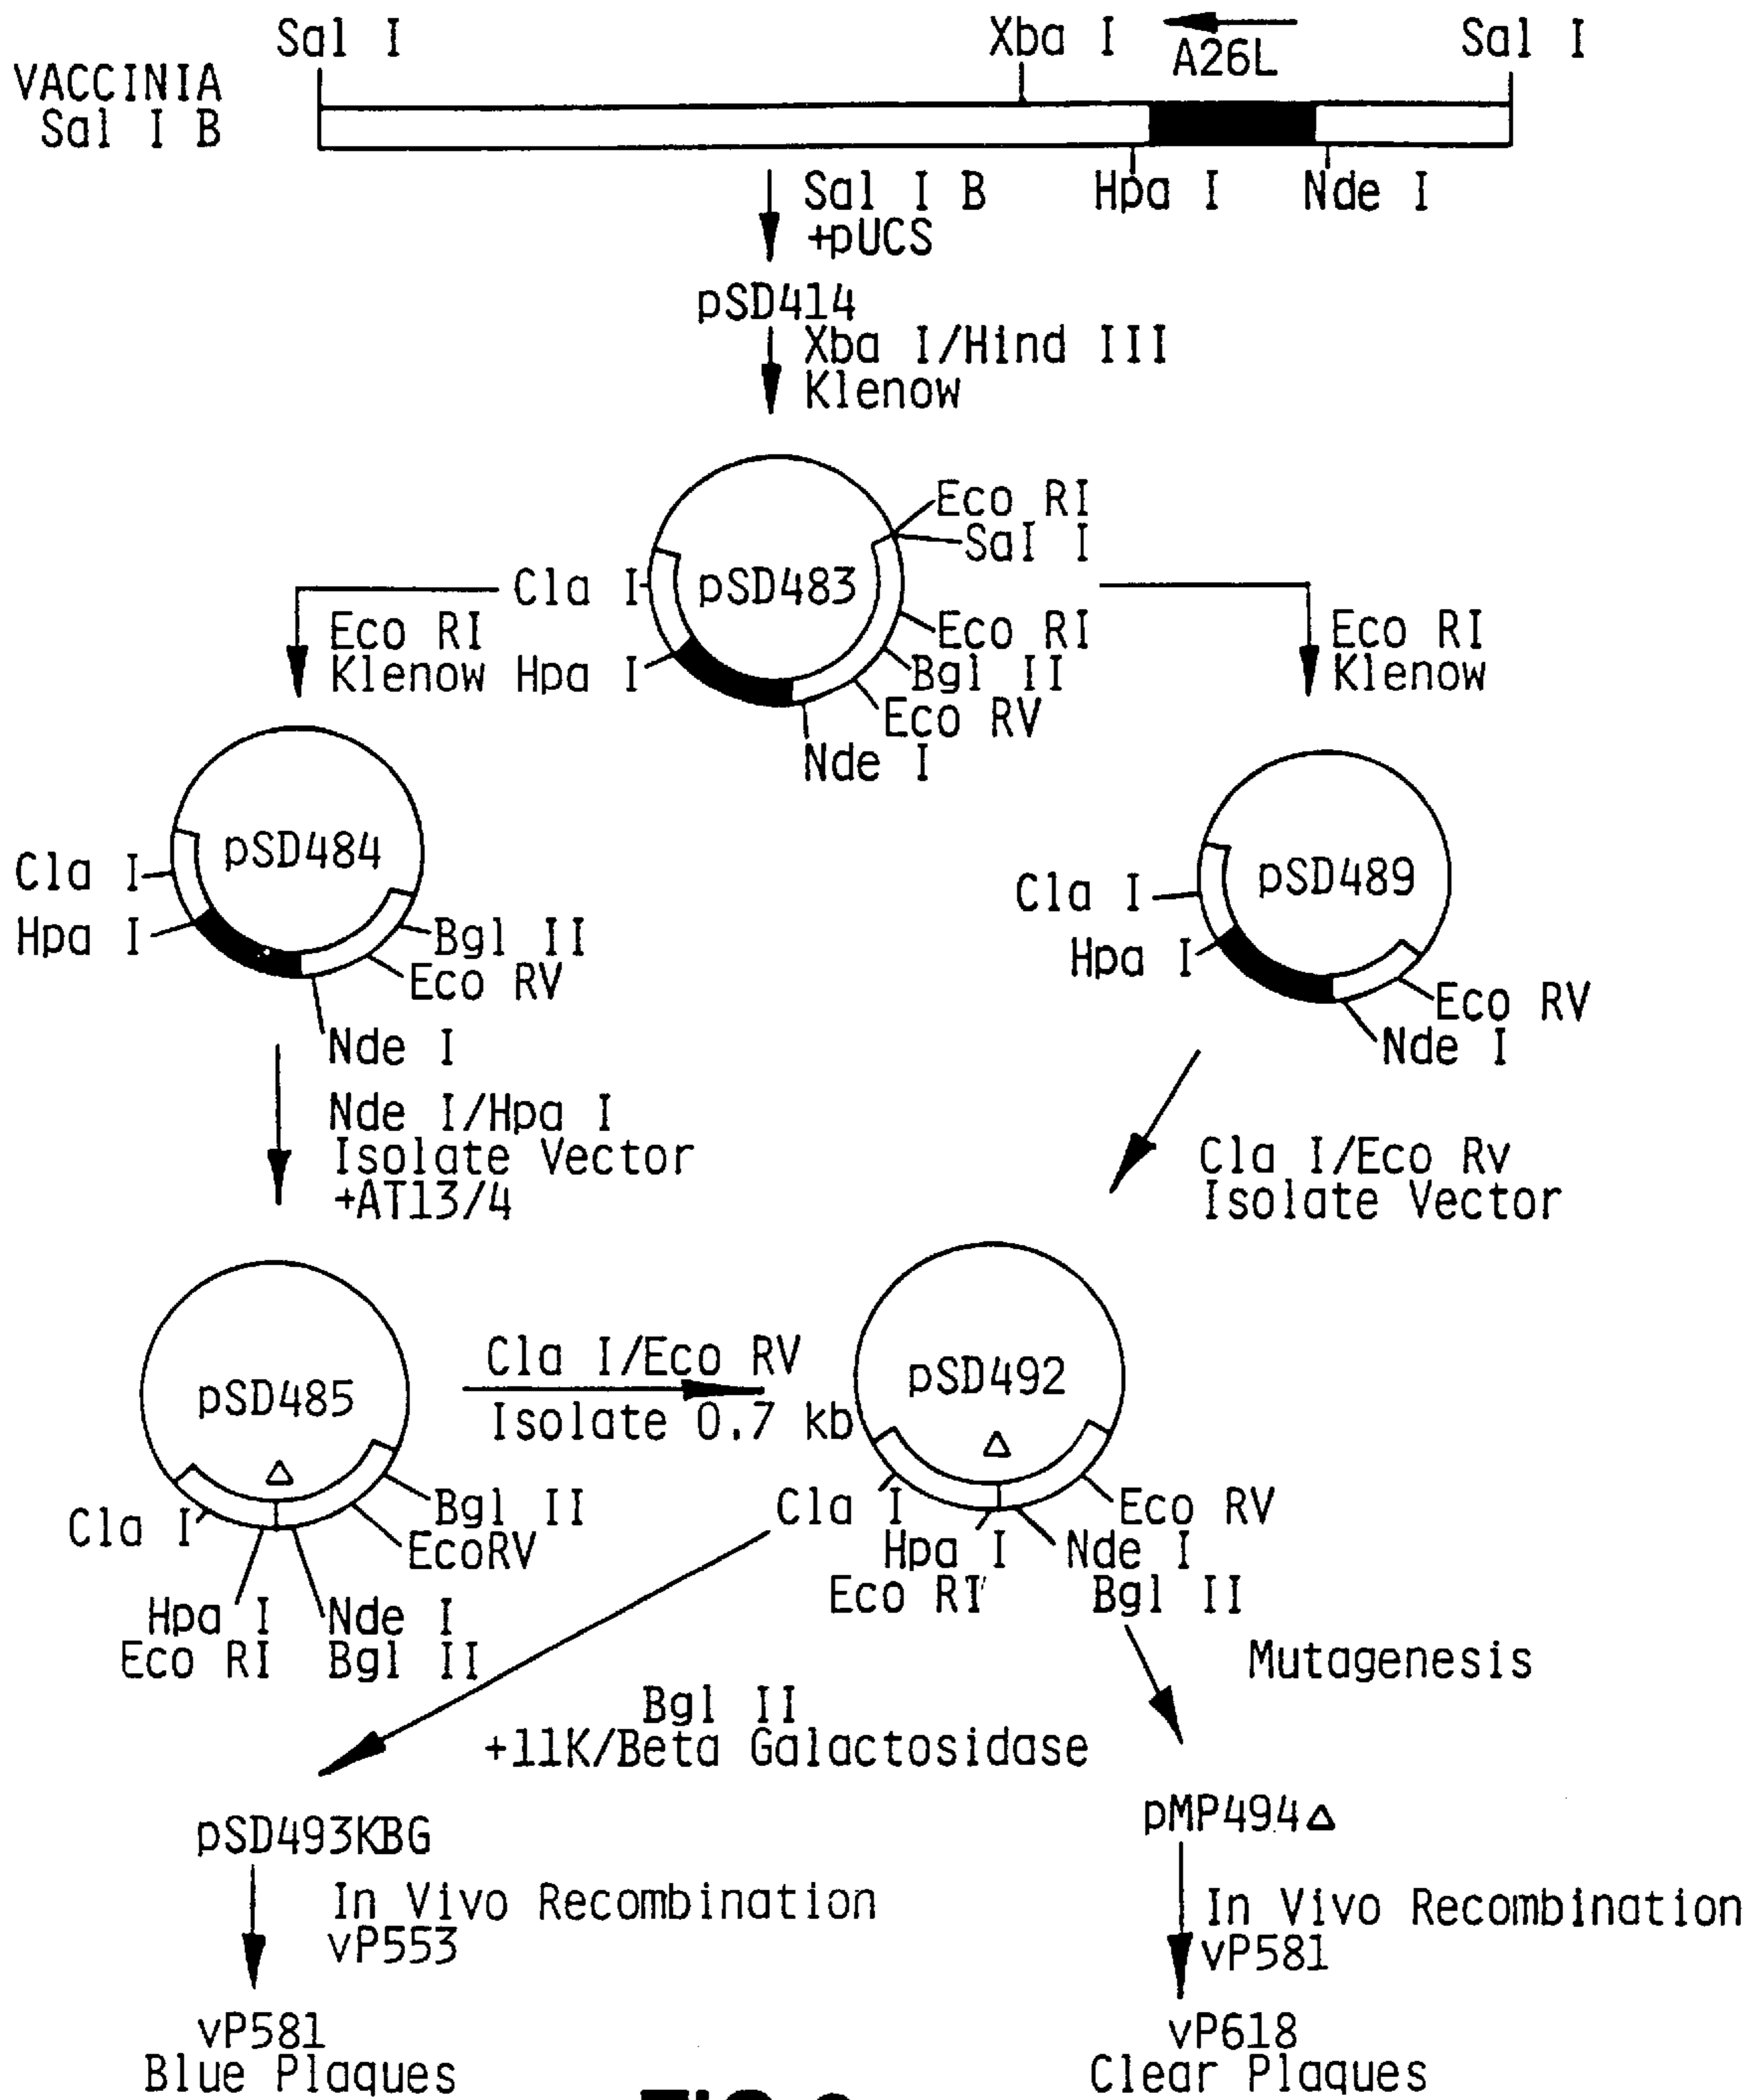 Sal I
Xba I
A26L
Sal I
VACCINIA
Sal I B
Hpa I
Nde I
Sal I B
+pUCS
pSD414
Xba I/Hind III
Klenow
Eco RI
SaI I
Cla I
pSD483
Eco RI
Klenow
Hpa I
Eco RI
Bgl II
Eco RV
Nde I
Eco RI
Klenow
pSD484
Cla I
Hpa I
Bgl II
Eco RV
Nde I
pSD489
Cla I
Hpa I
Eco RV
Nde I
Nde I/Hpa I
Isolate Vector
+AT13/4
Cla I/Eco Rv
Isolate Vector
pSD485
Δ
Cla I
Bgl II
EcoRV
Hpa I
Nde I
Eco RI
Bgl II
Cla I/Eco RV
Isolate 0.7 kb
pSD492
Δ
Cla I
Eco RV
Hpa I
Nde I
Eco RI
Bgl II
Mutagenesis
Bgl II
+11K/Beta Galactosidase
pSD493KBG
pMP494Δ
In Vivo Recombination
vP553
In Vivo Recombination
vP581
vP581
Blue Plaques
vP618
Clear Plaques